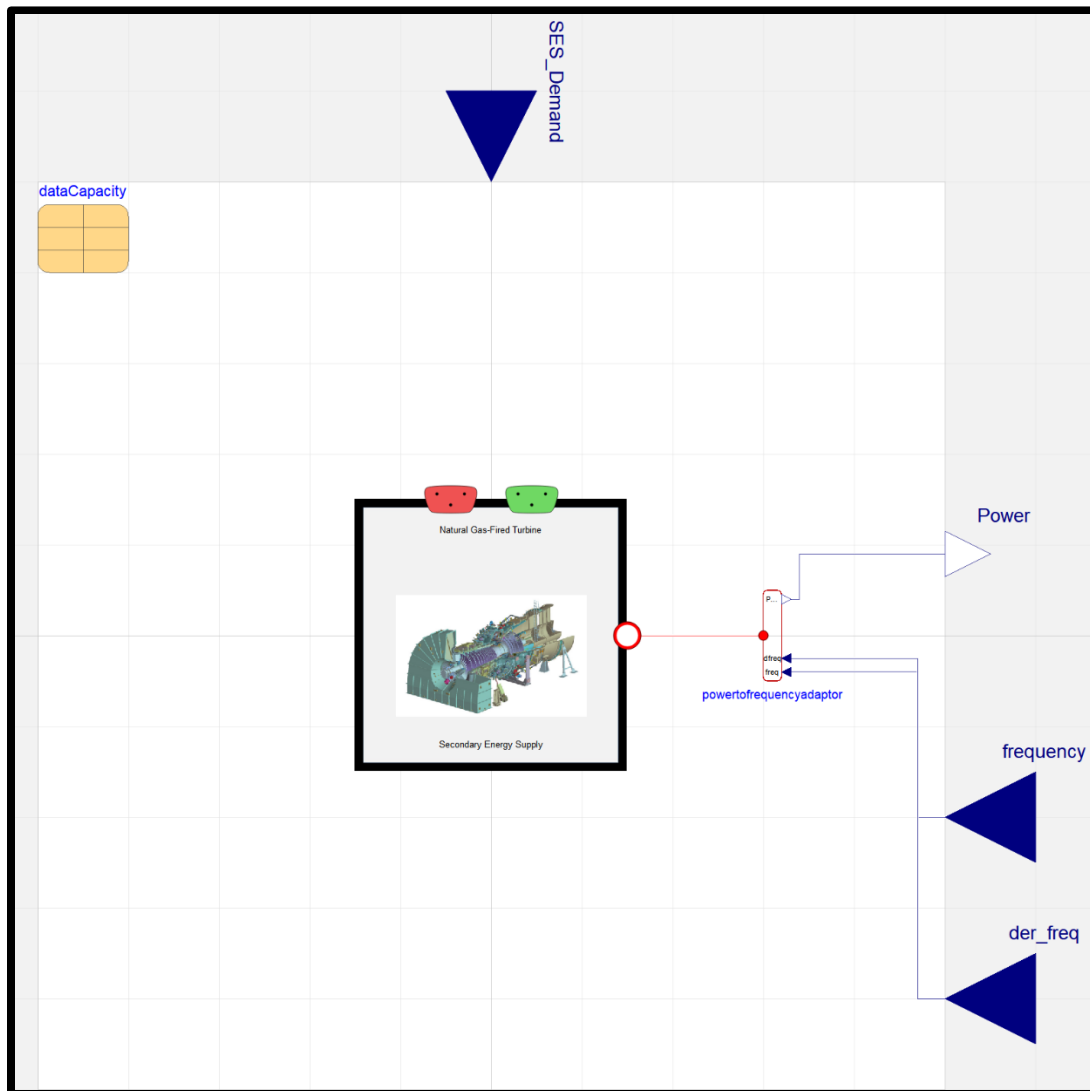 SES_Demand
dataCapacity
Natural Gas-Fired Turbine
Power
P...
dfreq
freq
powertofrequencyadaptor
Secondary Energy Supply
frequency
der_freq